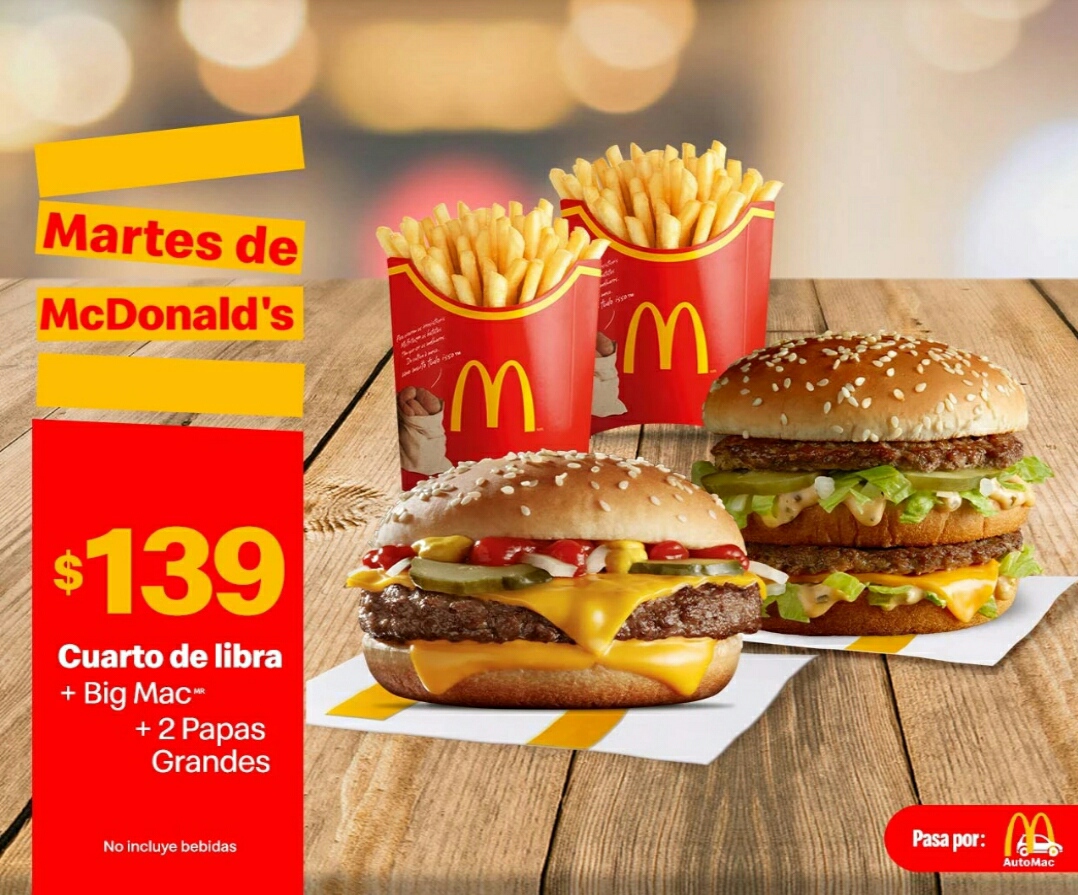 Martes de
McDonald's
$139
Cuarto de libra
+ Big Mac MR
+ 2 Papas
Grandes
No incluye bebidas
Pasa por:
AutoMac